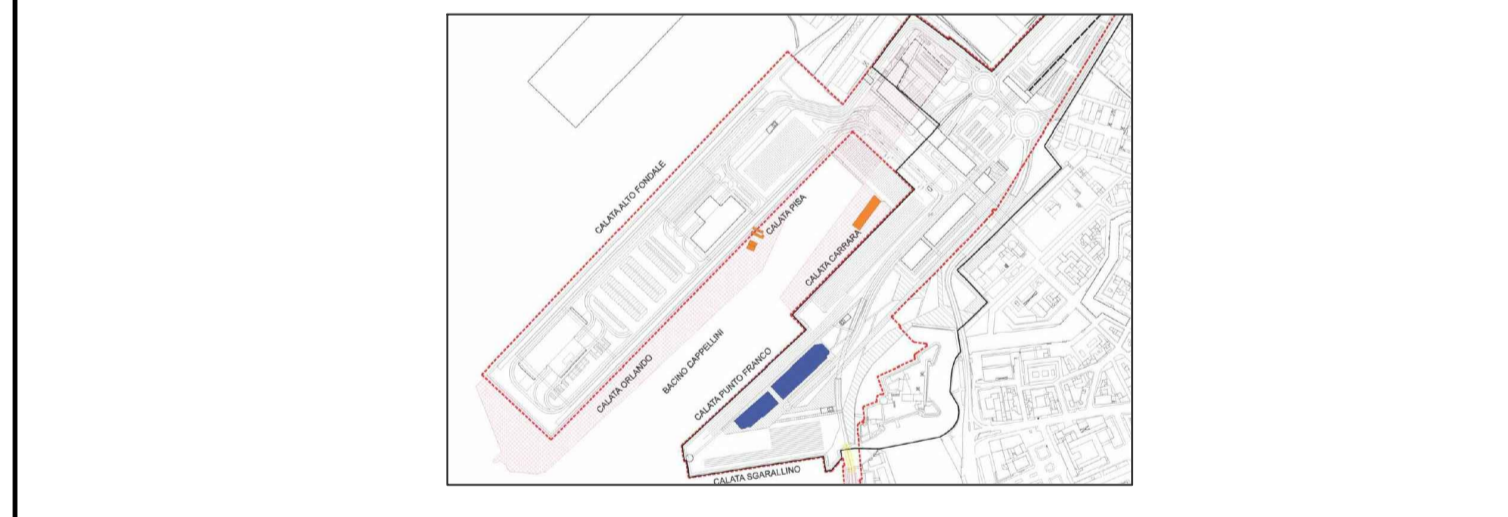 CALATA ALTO FONDALE
CALATA PISA
CALATA CARRARA
BACINO CAPPELLINI
CALATA ORLANDO
CALATA PUNTO FRANCO
CALATA SGARALLINO